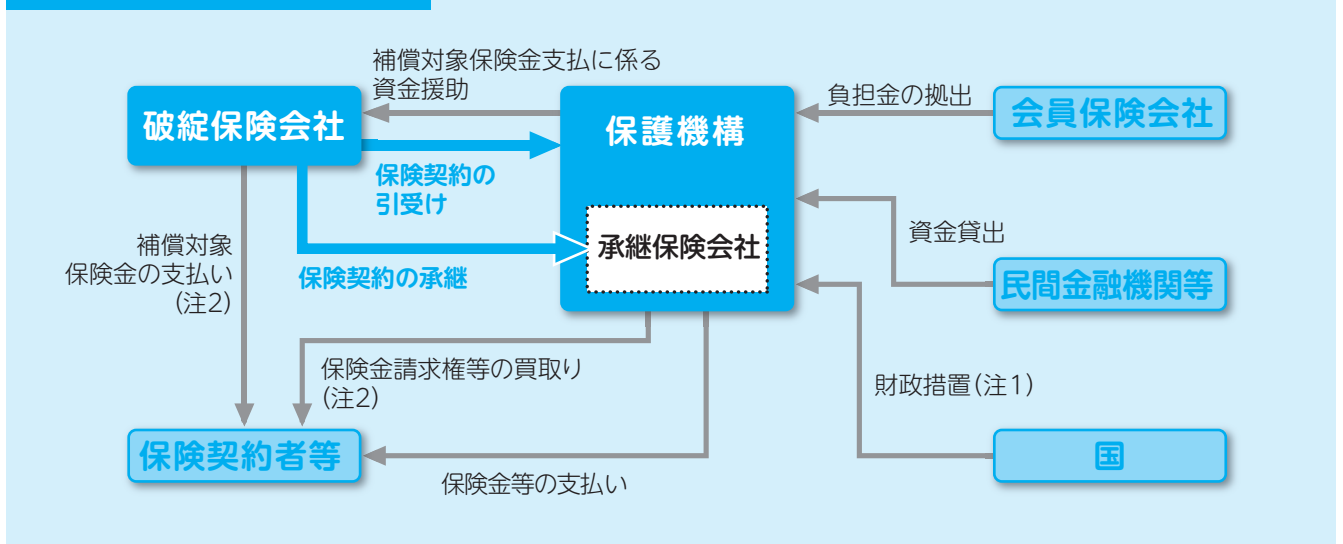 補償対象保険金支払に係る
資金援助
破綻保険会社
保護機構
負担金の拠出
会員保険会社
保険契約の
引受け
承継保険会社
資金貸出
補償対象
保険金の支払い
(注2)
保険契約の承継
民間金融機関等
保険金請求権等の買取り
(注2)
財政措置(注1)
保険契約者等
国
保険金等の支払い